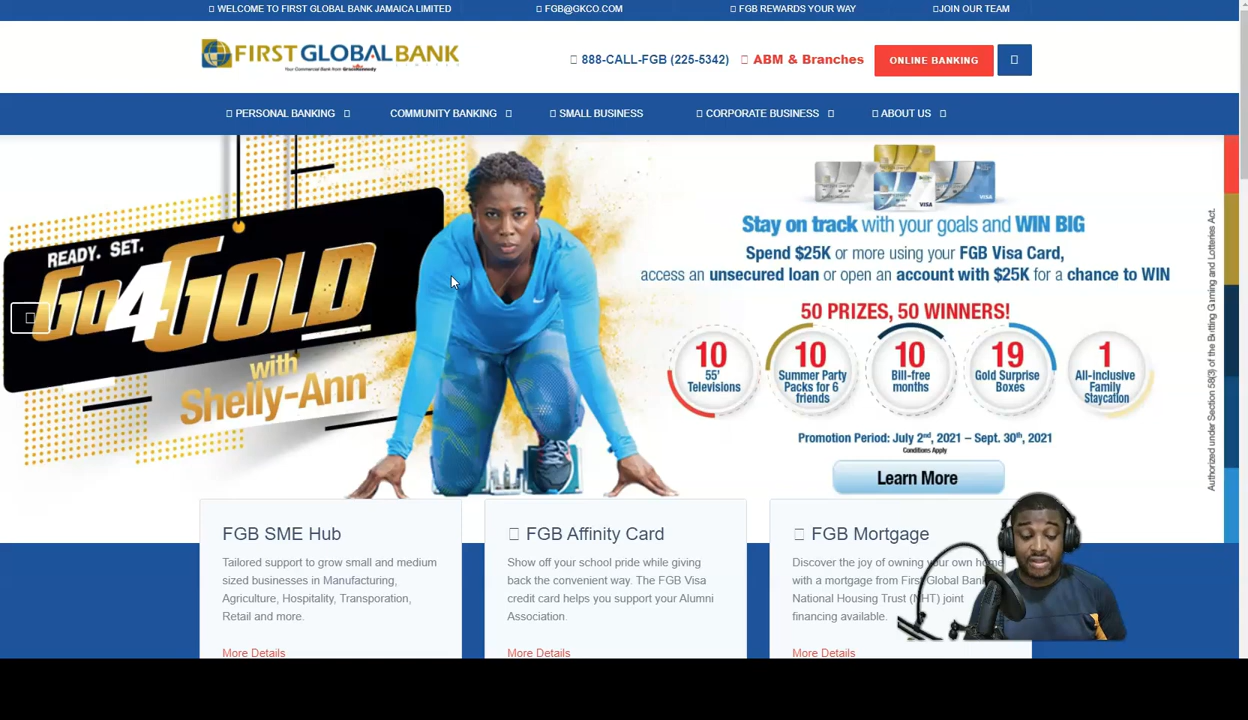 WELCOME TO FIRST GLOBAL BANK JAMAICA LIMITED
FGB@GKCO.COM
FGB REWARDS YOUR WAY
JOIN OUR TEAM
FIRST GLOBAL BANK
LIMITED
Your Commercial Bank from GraceKennedy
888-CALL-FGB (225-5342)
ABM & Branches
ONLINE BANKING
PERSONAL BANKING
COMMUNITY BANKING
SMALL BUSINESS
CORPORATE BUSINESS
ABOUT US
READY. SET.
Go4GOLD
with
Shelly-Ann
VISA
VISA
Stay on track with your goals and WIN BIG
Spend $25K or more using your FGB Visa Card,
access an unsecured loan or open an account with $25K for a chance to WIN
50 PRIZES, 50 WINNERS!
10
55'
Televisions
10
Summer Party
Packs for 6
friends
10
Bill-free
months
19
Gold Surprise
Boxes
1
All-inclusive
Family
Staycation
Promotion Period: July 2nd, 2021 – Sept. 30th, 2021
Conditions Apply
Learn More
Authorized under Section 58(3) of the Betting Gaming and Lotteries Act.
FGB SME Hub
Tailored support to grow small and medium
sized businesses in Manufacturing,
Agriculture, Hospitality, Transporation,
Retail and more.
More Details
FGB Affinity Card
Show off your school pride while giving
back the convenient way. The FGB Visa
credit card helps you support your Alumni
Association.
More Details
FGB Mortgage
Discover the joy of owning your own home
with a mortgage from First Global Bank
National Housing Trust (NHT) joint
financing available.
More Details